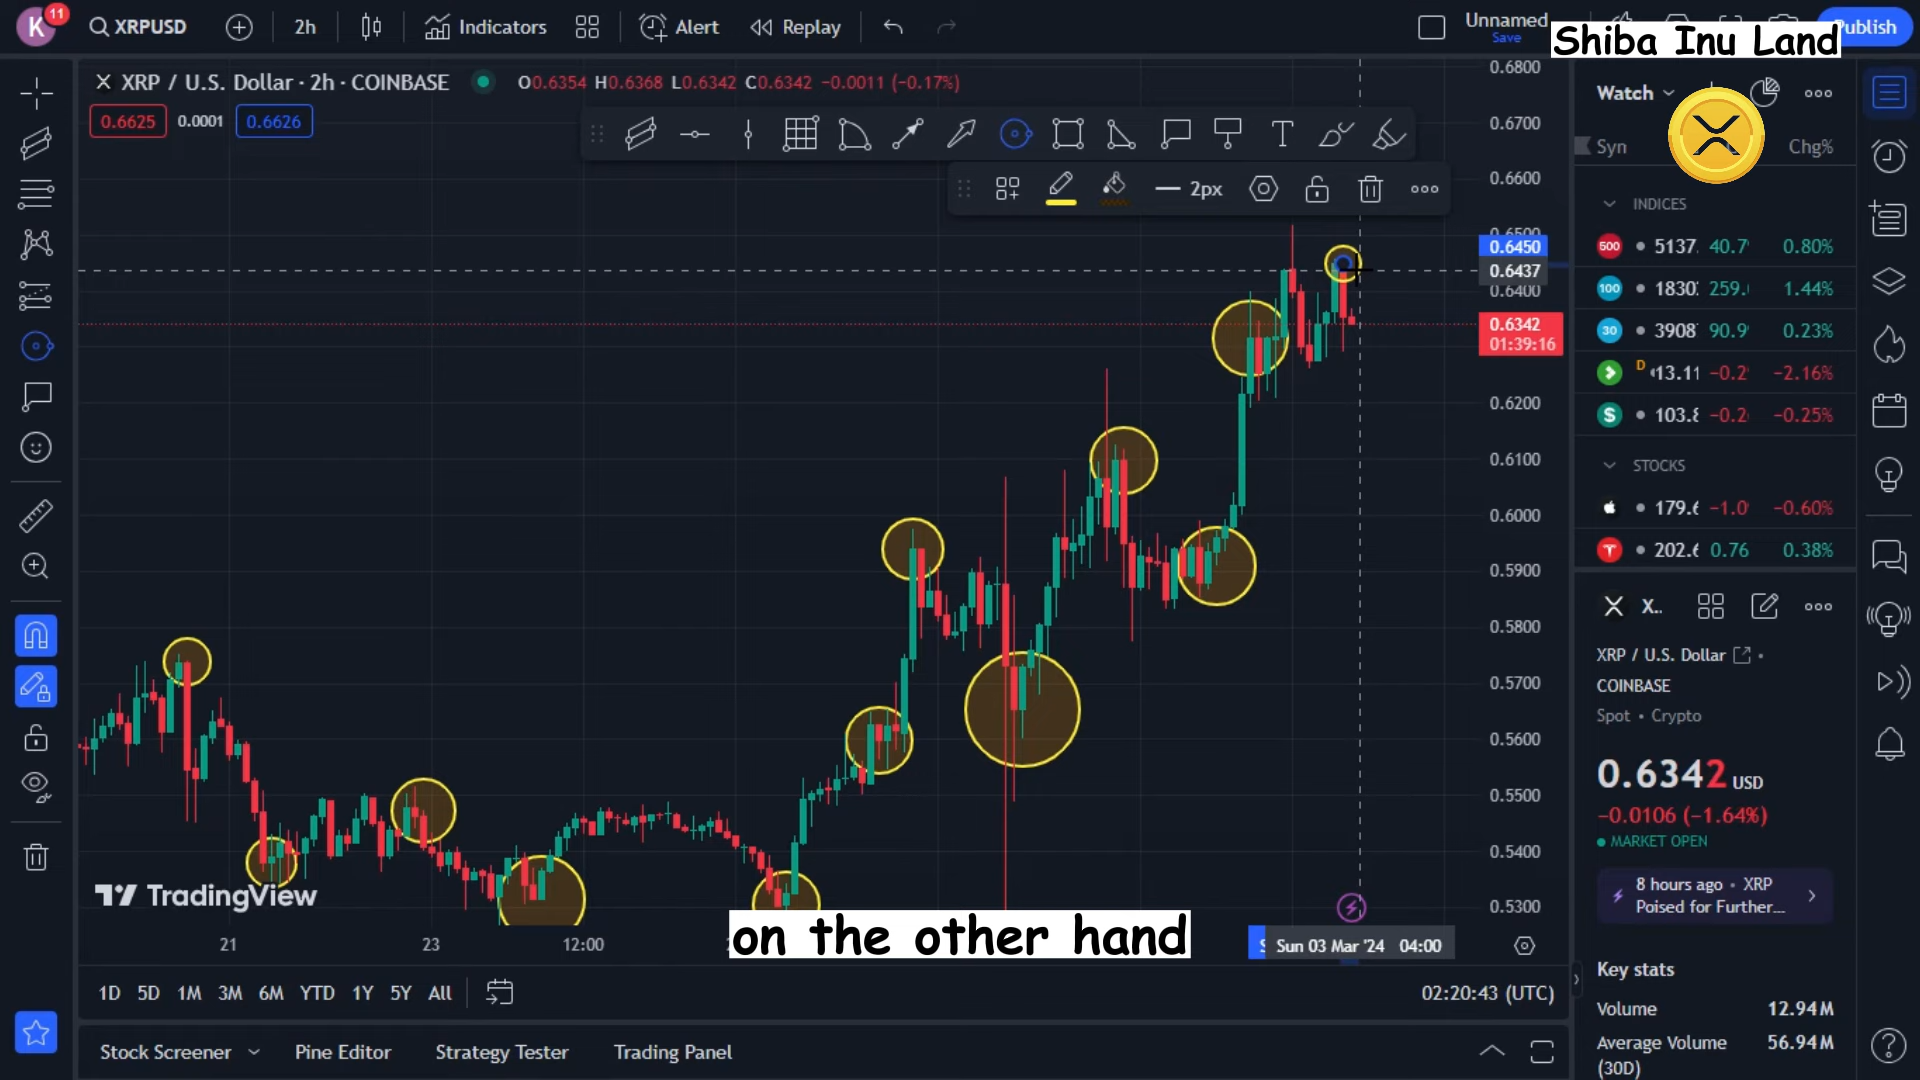 K
11
XRPUSD
2h
Indicators
Alert
Replay
Unnamed
Save
Publish
Shiba Inu Land
XRP / U.S. Dollar · 2h · COINBASE
O0.6354 H0.6368 L0.6342 C0.6342 −0.0011 (−0.17%)
0.6625
0.0001
0.6626
2px
0.6800
0.6700
0.6600
0.6500
0.6450
0.6437
0.6400
0.6342
01:39:16
0.6200
0.6100
0.6000
0.5900
0.5800
0.5700
0.5600
0.5500
0.5400
0.5300
Watch
Chg%
INDICES
500 5137. 0.80%
100 1830 259. 1.44%
30 3908 90.9 0.23%
D 13.11 −0.2 −2.16%
−0.2 −0.25%
STOCKS
179.6 −1.0 −0.60%
202.6 0.76 0.38%
X..
XRP / U.S. Dollar
COINBASE
Spot • Crypto
0.6342 USD
−0.0106 (−1.64%)
MARKET OPEN
8 hours ago • XRP
Poised for Further...
Key stats
Volume 12.94M
Average Volume 56.94M
(30D)
TradingView
on the other hand
21
23
12:00
Sun 03 Mar '24 04:00
1D 5D 1M 3M 6M YTD 1Y 5Y All
02:20:43 (UTC)
Stock Screener
Pine Editor
Strategy Tester
Trading Panel